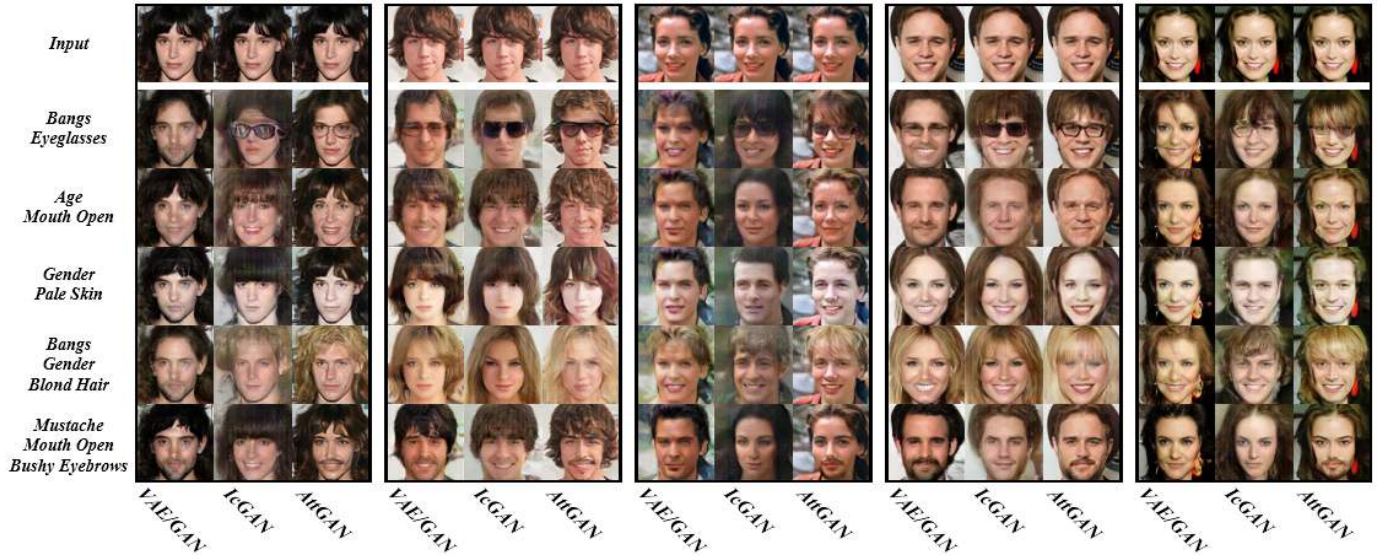 Input
Bangs
Eyeglasses
Age
Mouth Open
Gender
Pale Skin
Bangs
Gender
Blond Hair
Mustache
Mouth Open
Bushy Eyebrows
VAE/GAN
IcGAN
AttGAN
VAE/GAN
IcGAN
AttGAN
VAE/GAN
IcGAN
AttGAN
VAE/GAN
IcGAN
AttGAN
VAE/GAN
IcGAN
AttGAN